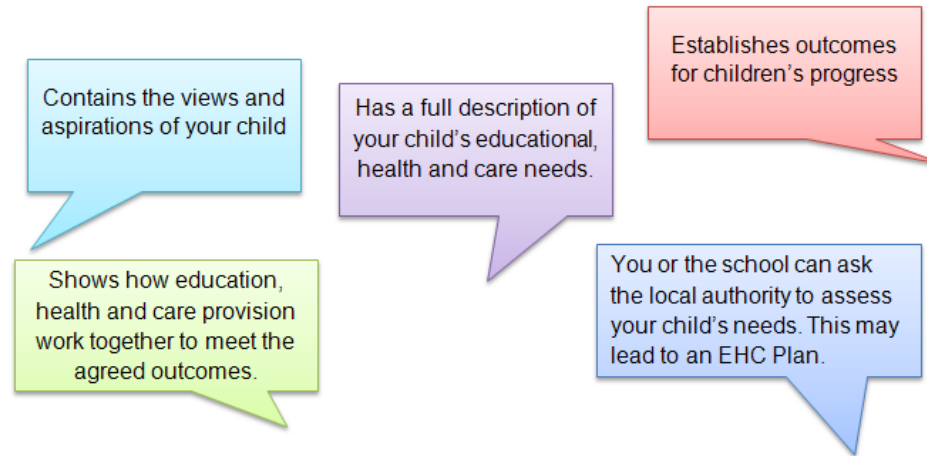 Contains the views and
aspirations of your child
Has a full description of
your child's educational,
health and care needs.
Establishes outcomes
for children's progress
Shows how education,
health and care provision
work together to meet the
agreed outcomes.
You or the school can ask
the local authority to assess
your child's needs. This may
lead to an EHC Plan.